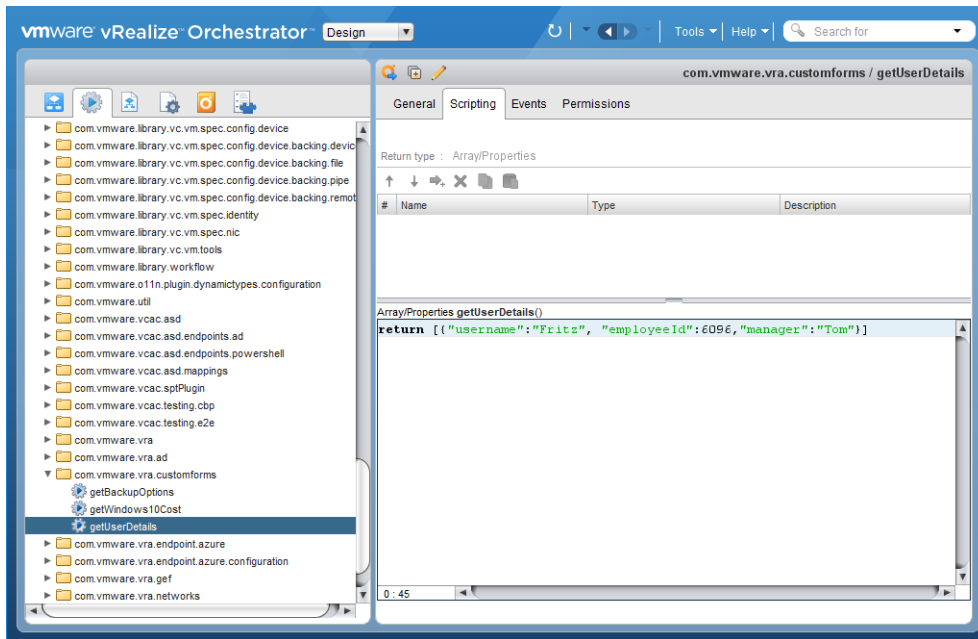 vmware vRealize Orchestrator™ Design
Tools Help Search for
com.vmware.library.vc.vm.spec.config.device
com.vmware.library.vc.vm.spec.config.device.backing.devic
com.vmware.library.vc.vm.spec.config.device.backing.file
com.vmware.library.vc.vm.spec.config.device.backing.pipe
com.vmware.library.vc.vm.spec.config.device.backing.remot
com.vmware.library.vc.vm.spec.identity
com.vmware.library.vc.vm.spec.nic
com.vmware.library.vc.vm.tools
com.vmware.library.workflow
com.vmware.o11n.plugin.dynamictypes.configuration
com.vmware.util
com.vmware.vcac.asd
com.vmware.vcac.asd.endpoints.ad
com.vmware.vcac.asd.endpoints.powershell
com.vmware.vcac.asd.mappings
com.vmware.vcac.sptPlugin
com.vmware.vcac.testing.cbp
com.vmware.vcac.testing.e2e
com.vmware.vra
com.vmware.vra.ad
com.vmware.vra.customforms
getBackupOptions
getWindows10Cost
getUserDetails
com.vmware.vra.endpoint.azure
com.vmware.vra.endpoint.azure.configuration
com.vmware.vra.gef
com.vmware.vra.networks
com.vmware.vra.customforms / getUserDetails
General Scripting Events Permissions
Return type : Array/Properties
# Name Type Description
Array/Properties getUserDetails()
return [{"username":"Fritz", "employeeId":6096,"manager":"Tom"}]
0 : 45